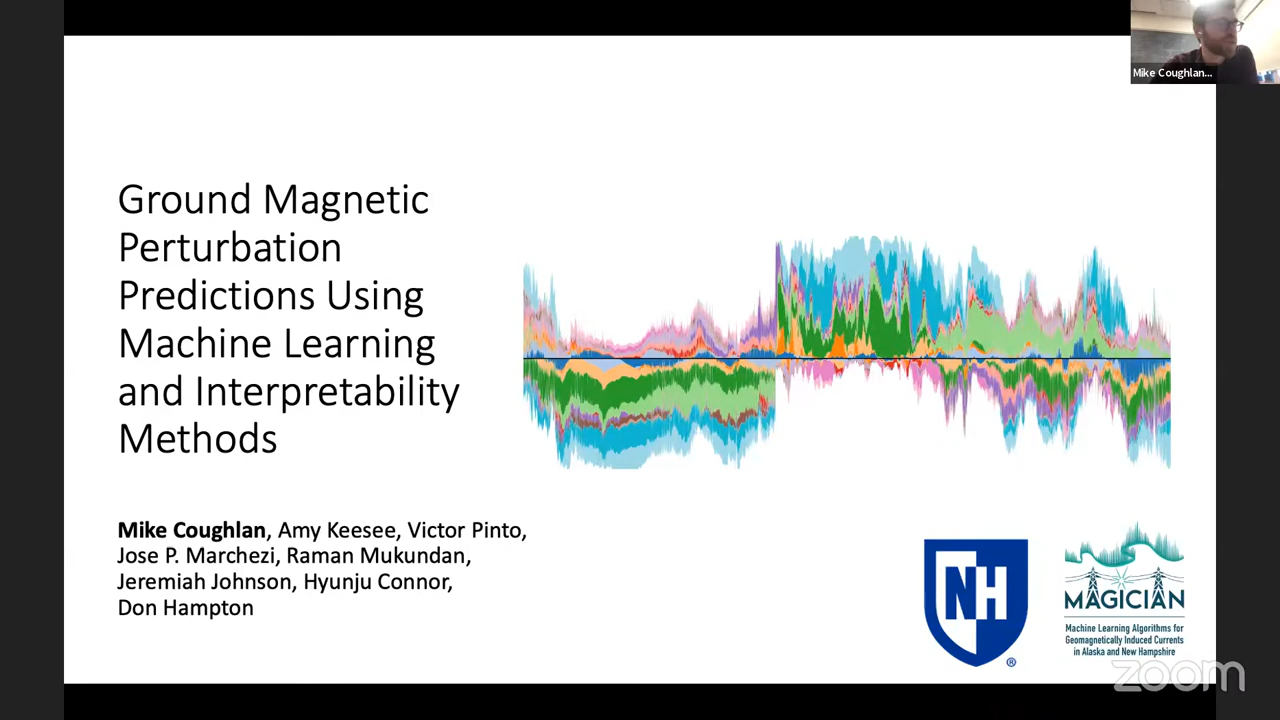 Mike Coughlan...
Ground Magnetic
Perturbation
Predictions Using
Machine Learning
and Interpretability
Methods
Mike Coughlan, Amy Keesee, Victor Pinto,
Jose P. Marchezi, Raman Mukundan,
Jeremiah Johnson, Hyunju Connor,
Don Hampton
NH
®
MAGICIAN
Machine Learning Algorithms for
Geomagnetically Induced Currents
in Alaska and New Hampshire
zoom